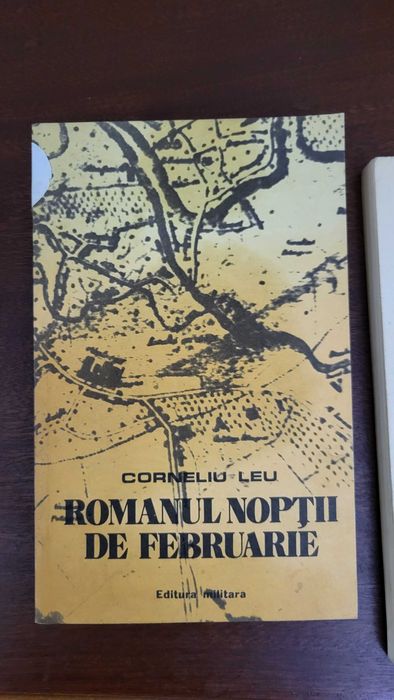 CORNELIU LEU
ROMANUL NOPȚII
DE FEBRUARIE
Editura militara